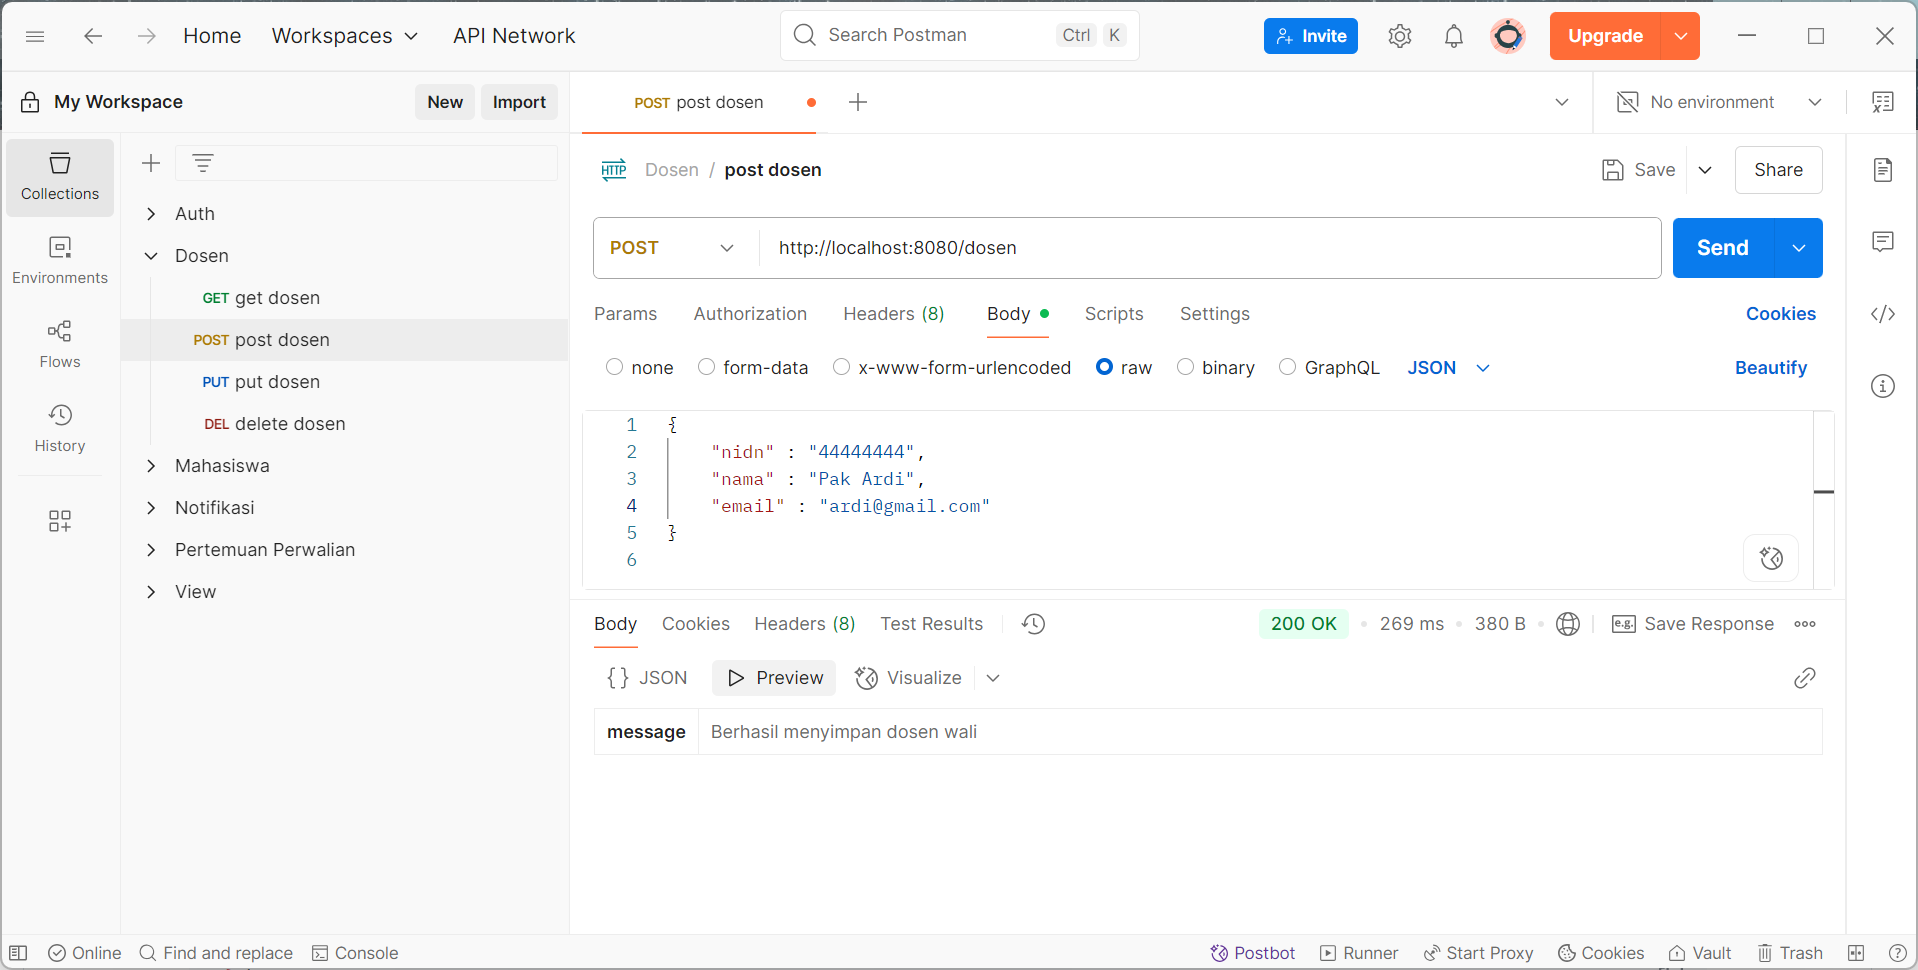 Home Workspaces API Network Search Postman Ctrl K Invite Upgrade
My Workspace New Import POST post dosen No environment
Collections
Environments
Flows
History
Auth
Dosen
GET get dosen
POST post dosen
PUT put dosen
DEL delete dosen
Mahasiswa
Notifikasi
Pertemuan Perwalian
View
HTTP Dosen / post dosen Save Share
POST http://localhost:8080/dosen Send
Params Authorization Headers (8) Body Scripts Settings Cookies
none form-data x-www-form-urlencoded raw binary GraphQL JSON Beautify
1 {
2 "nidn" : "44444444",
3 "nama" : "Pak Ardi",
4 "email" : "ardi@gmail.com"
5 }
6
Body Cookies Headers (8) Test Results 200 OK • 269 ms • 380 B • e.g. Save Response
{} JSON Preview Visualize
message Berhasil menyimpan dosen wali
Online Find and replace Console Postbot Runner Start Proxy Cookies Vault Trash